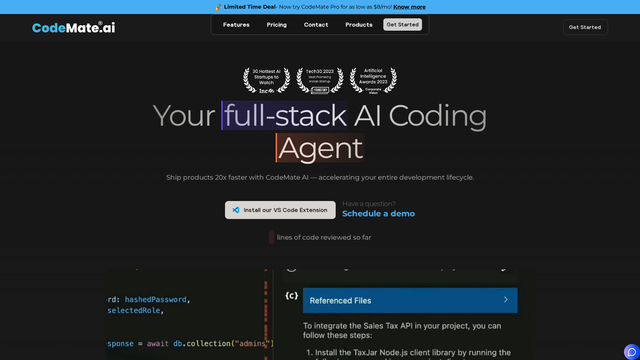 🎉 Limited Time Deal- Now try CodeMate Pro for as low as $8/mo! Know more
CodeMate.ai®
Features
Pricing
Contact
Products
Get Started
Get Started
30 Hottest AI
Startups to
Watch
Inc42
Tech30 2023
Most Promising
Indian Startup
YOURSTORY
Artificial
Intelligence
Awards 2023
Corporate
Vision
Your full-stack AI Coding
Agent
Ship products 20x faster with CodeMate AI — accelerating your entire development lifecycle.
Install our VS Code Extension
Have a question?
Schedule a demo
lines of code reviewed so far
rd: hashedPassword,
selectedRole,
sponse = await db.collection("admins
{c}
Referenced Files
To integrate the Sales Tax API in your project, you can
follow these steps:
1. Install the TaxJar Node.js client library by running the